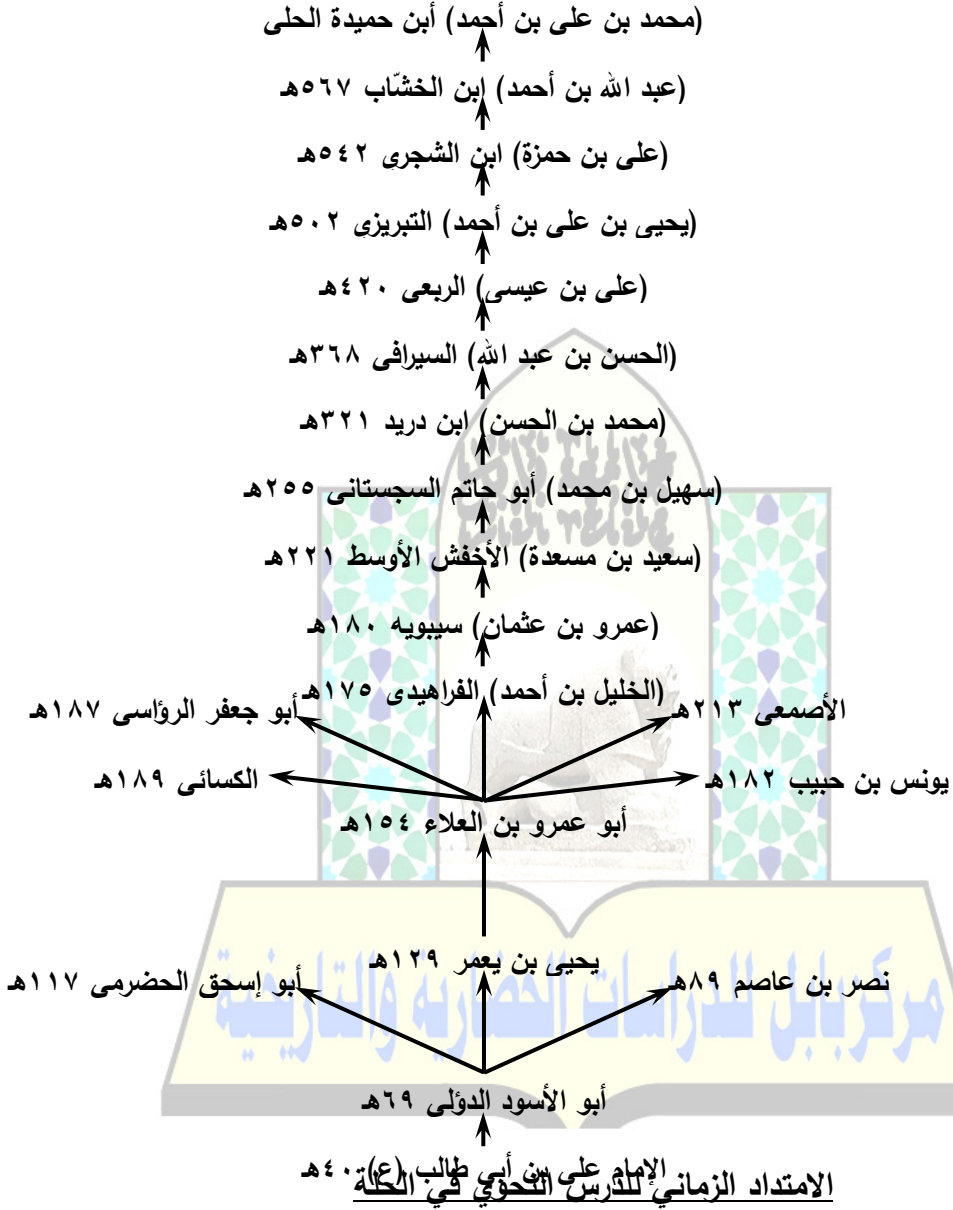 (محمد بن على بن أحمد) أبن حميدة الحلى
(عبد الله بن أحمد) إبن الخشّاب ٥٦٧هـ
(على بن حمزة) ابن الشجرى ٥٤٢هـ
(يحيى بن على بن أحمد) التبريزى ٥٠٢هـ
(على بن عيسى) الربعى ٤٢٠هـ
(الحسن بن عبد الله) السيرافى ٣٦٨هـ
(محمد بن الحسن) ابن دريد ٣٢١هـ
(سهيل بن محمد) أبو حاتم السجستانى ٢٥٥هـ
(سعيد بن مسعدة) الأخفش الأوسط ٢٢١هـ
(عمرو بن عثمان) سيبويه ١٨٠هـ
(الخليل بن أحمد) الفراهيدى ١٧٥هـ
الأصمعى ٢١٣هـ
أبو جعفر الرؤاسى ١٨٧هـ
يونس بن حبيب ١٨٢هـ
الكسائى ١٨٩هـ
أبو عمرو بن العلاء ١٥٤هـ
يحيى بن يعمر ١٢٩هـ
نصر بن عاصم ٨٩هـ
أبو إسحق الحضرمى ١١٧هـ
مركز بابل للدراسات الحضارية والتاريخية
أبو الأسود الدؤلى ٦٩هـ
الإمام على بن أبي طالب (ع) ٤٠هـ
الامتداد الزماني للدرس النحوي في الحلة